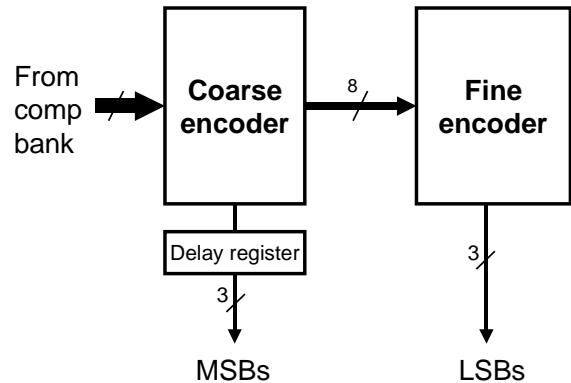 From
comp
bank
Coarse
encoder
8
Fine
encoder
Delay register
3
3
MSBs
LSBs